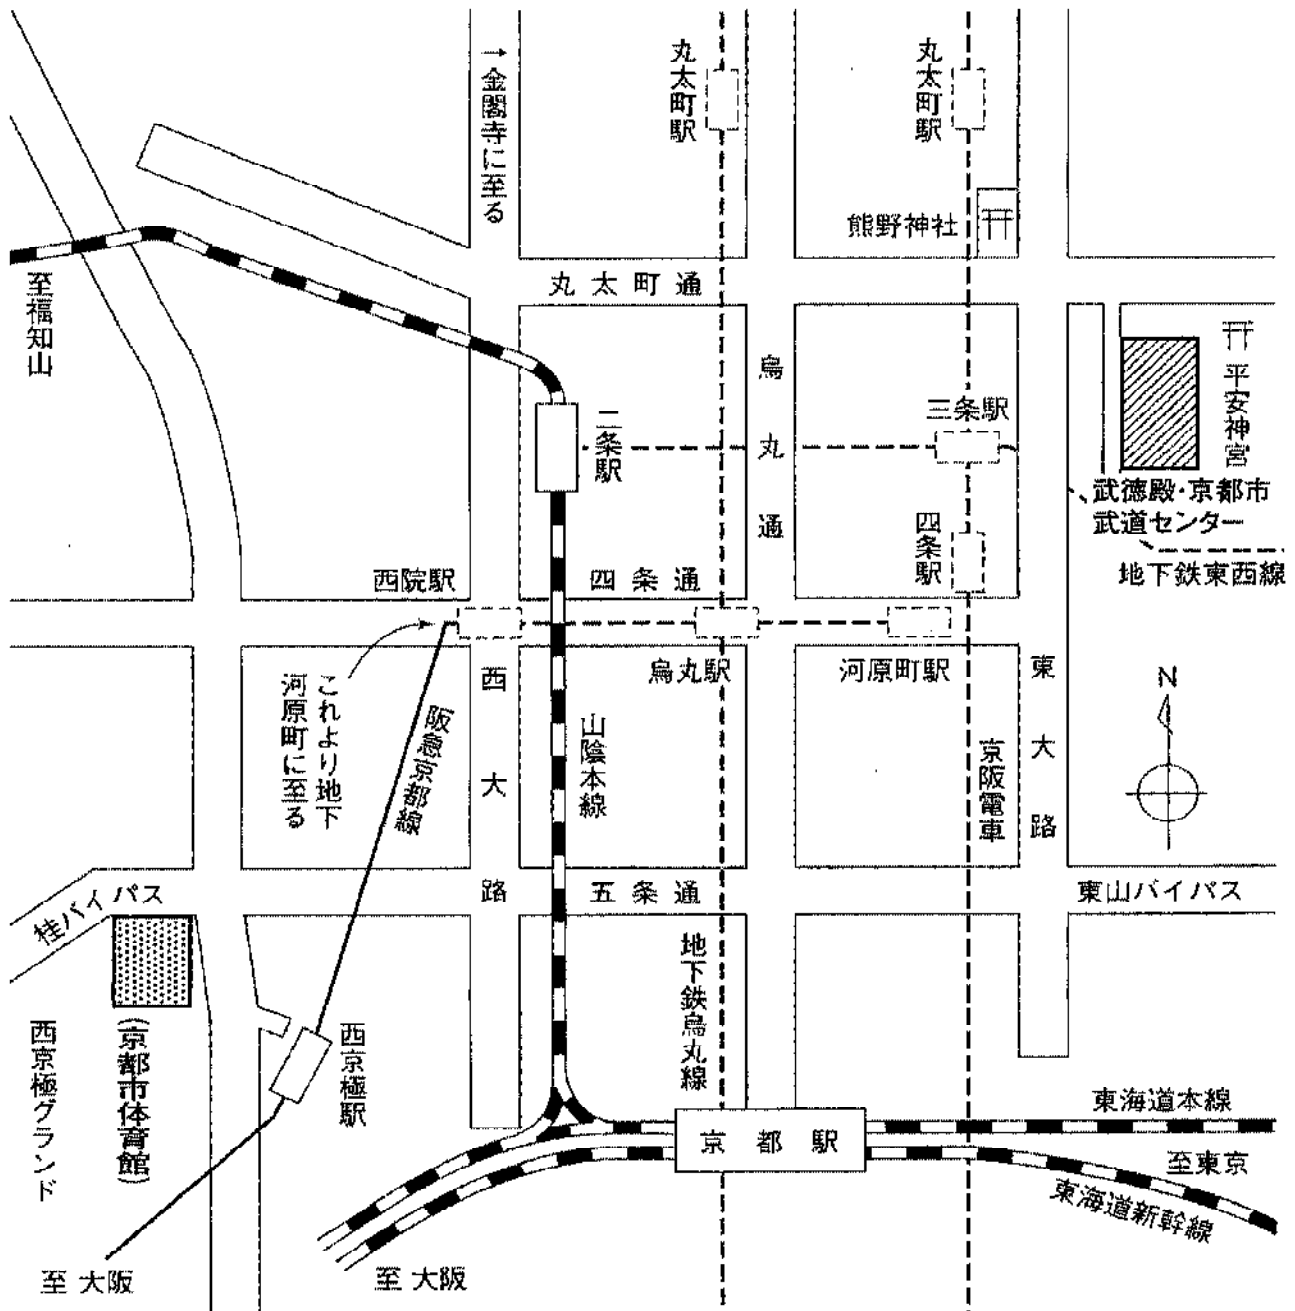 →金閣寺に至る
丸太町駅
丸太町駅
熊野神社
丸太町通
至福知山
烏丸通
平安神宮
二条駅
三条駅
武徳殿・京都市
武道センター
四条駅
西院駅
四条通
地下鉄東西線
烏丸駅
河原町駅
西大路
東大路
N
これより地下
河原町に至る
阪急京都線
山陰本線
京阪電車
桂バイパス
五条通
東山バイパス
地下鉄烏丸線
西京極グランド
(京都市体育館)
西京極駅
京都駅
東海道本線
至東京
東海道新幹線
至 大阪
至 大阪